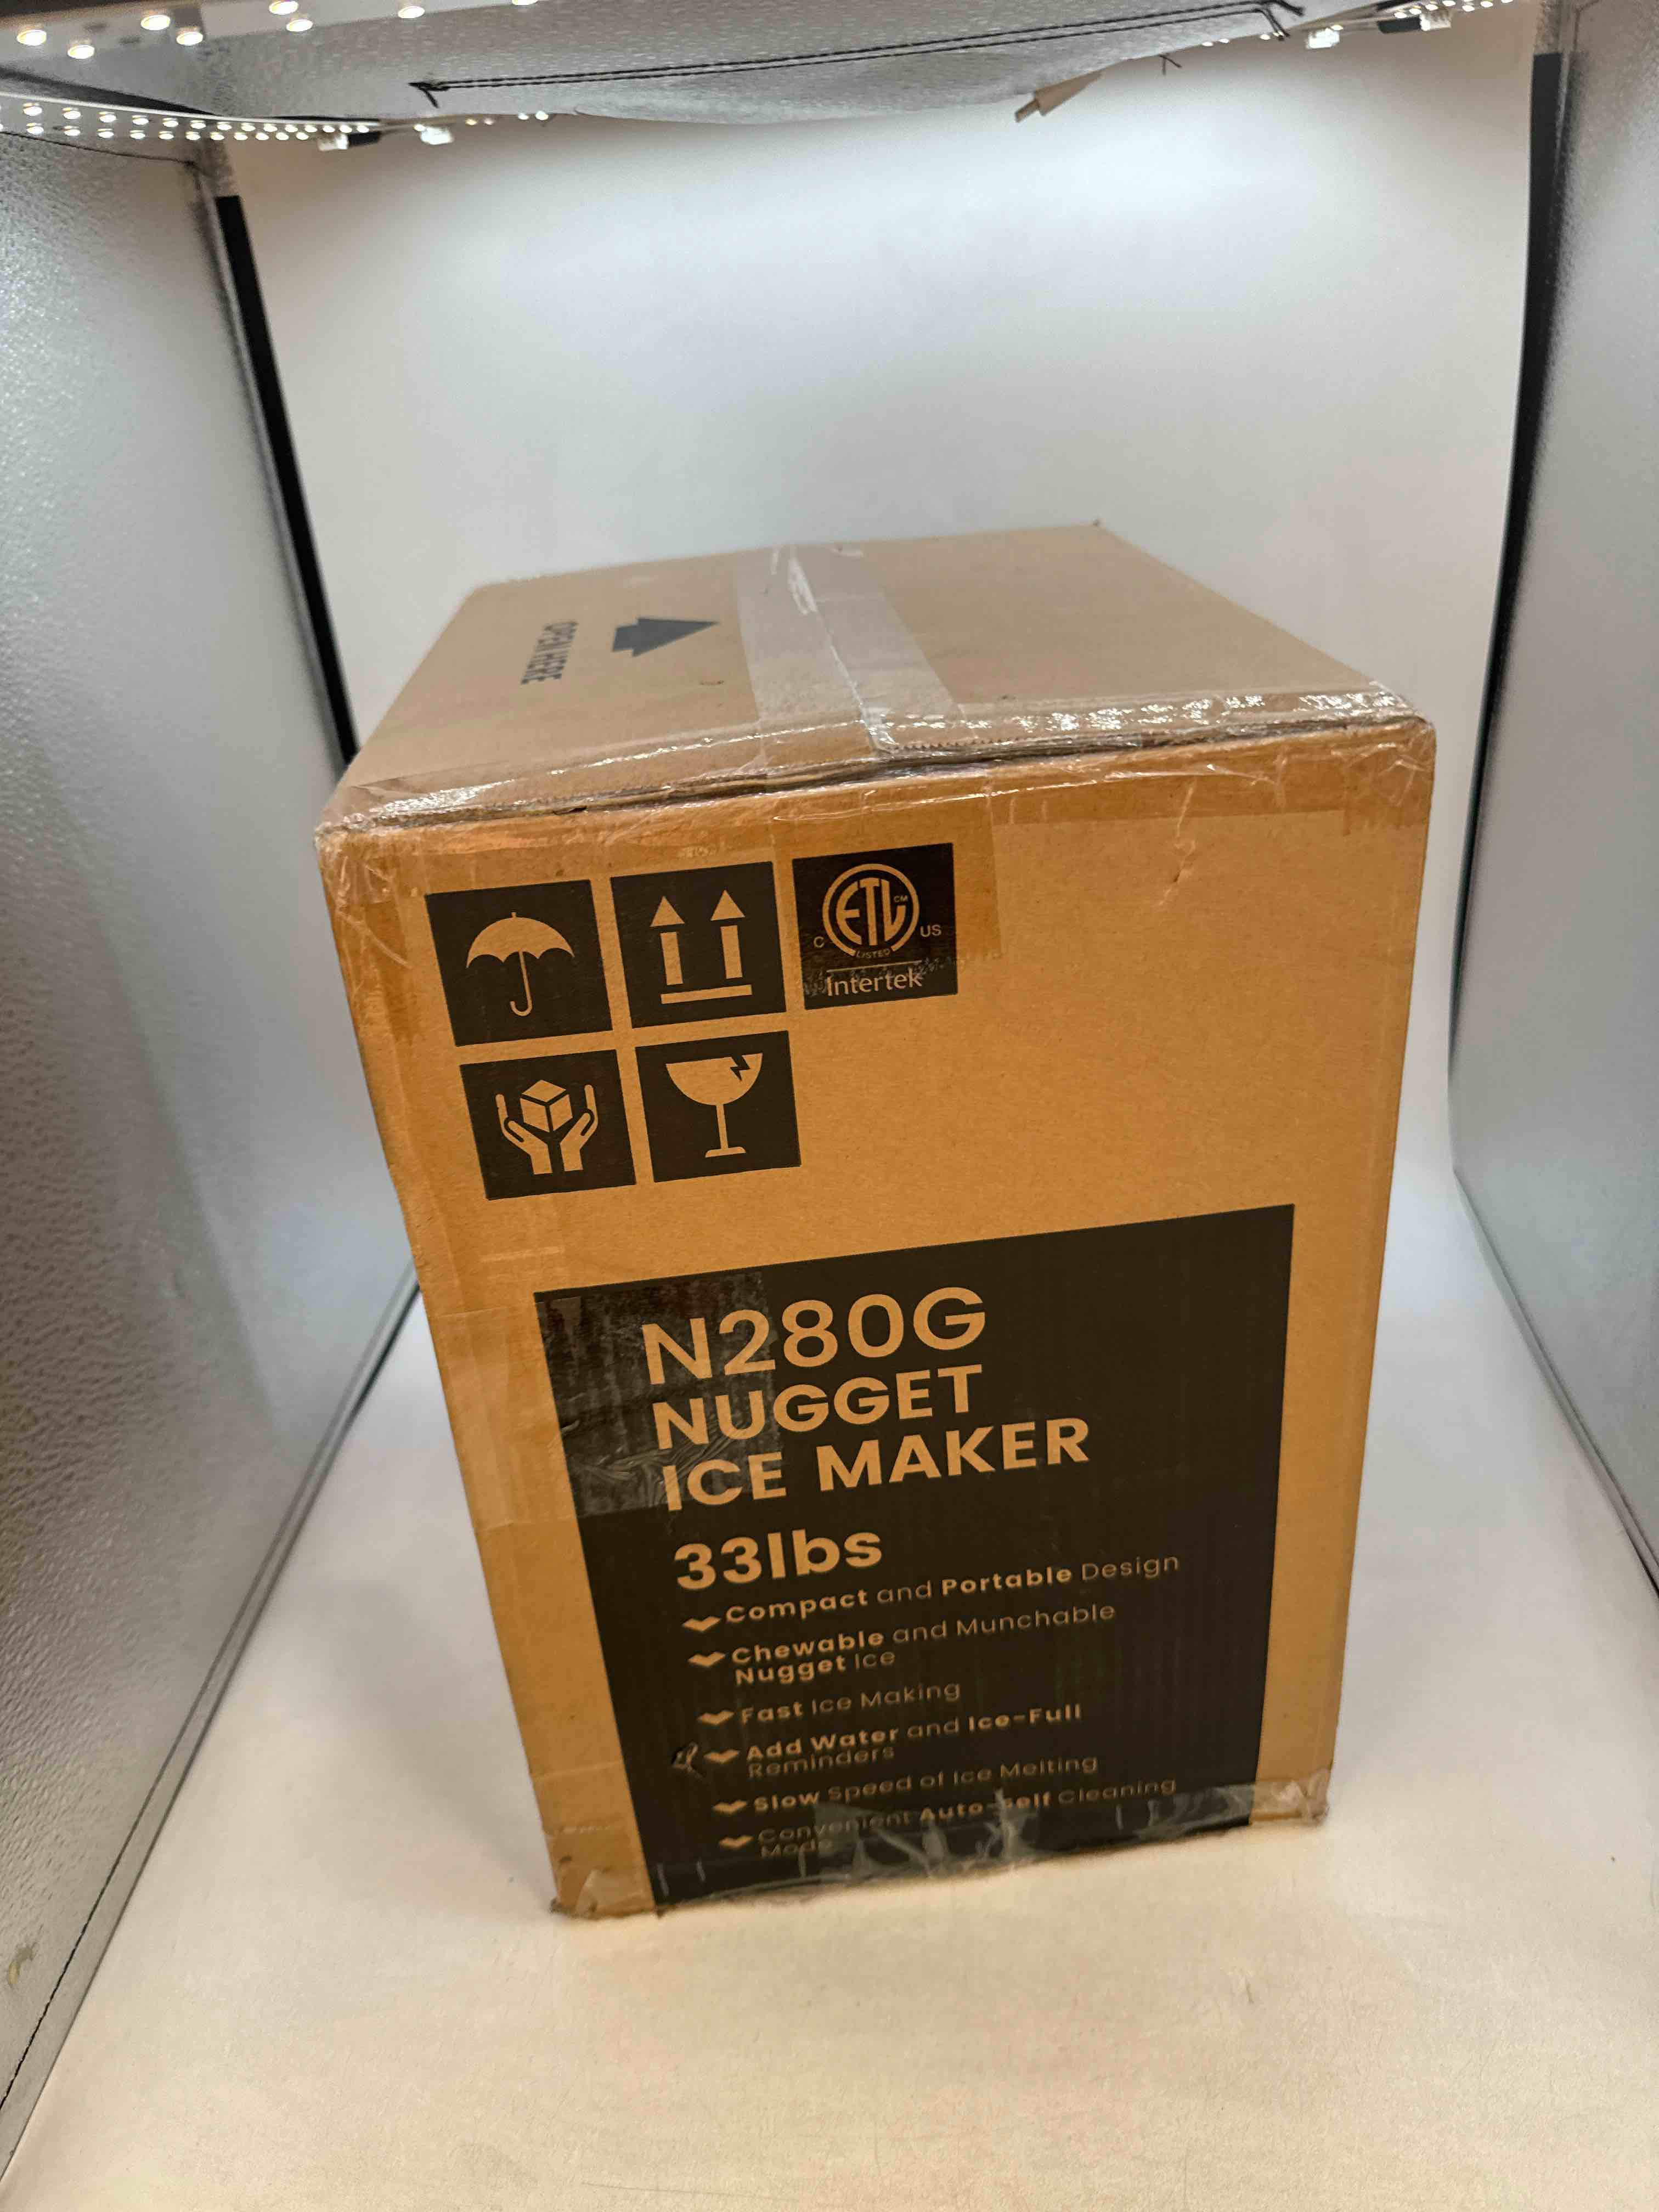 OPEN HERE
ETL CM
C US
LISTED
Intertek
N280G
NUGGET
ICE MAKER
33lbs
Compact and Portable Design
Chewable and Munchable
Nugget Ice
Fast Ice Making
Add Water and Ice-Full
Reminders
Slow Speed of Ice Melting
Convenient Auto-self Cleaning
Mode